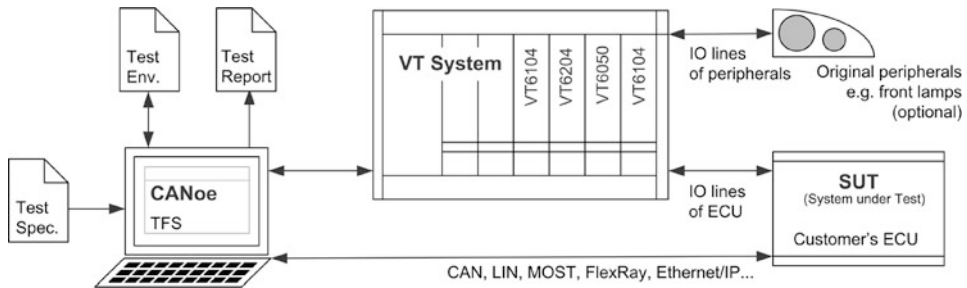 Test
Env.
Test
Report
Test
Spec.
CANoe
TFS
VT System
VT6104
VT6204
VT6050
VT6104
IO lines
of peripherals
Original peripherals
e.g. front lamps
(optional)
IO lines
of ECU
SUT
(System under Test)
Customer's ECU
CAN, LIN, MOST, FlexRay, Ethernet/IP...